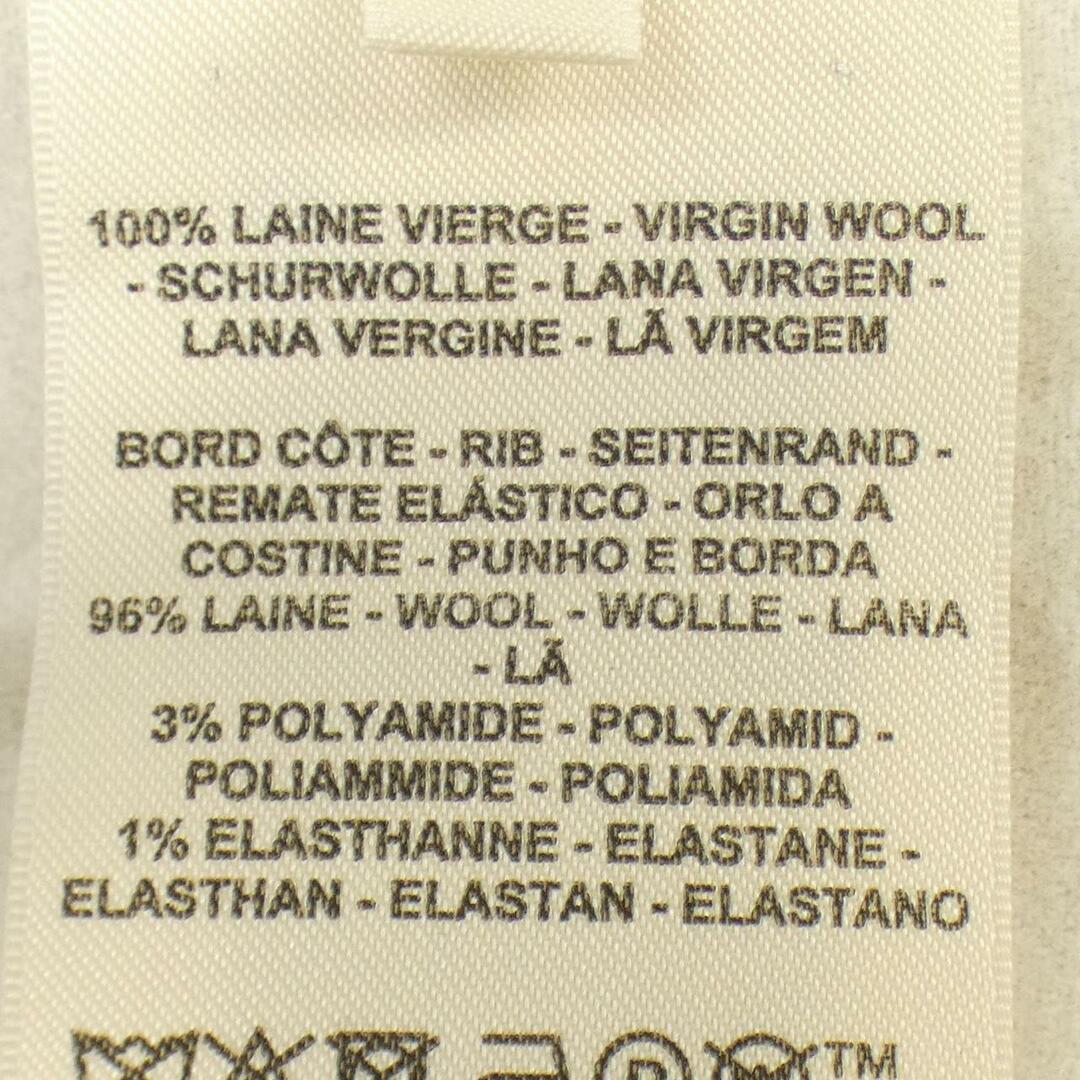 100% LAINE VIERGE - VIRGIN WOOL
- SCHURWOLLE - LANA VIRGEN -
LANA VERGINE - LÃ VIRGEM
BORD CÔTE - RIB - SEITENRAND -
REMATE ELÁSTICO - ORLO A
COSTINE - PUNHO E BORDA
96% LAINE - WOOL - WOLLE - LANA
- LÃ
3% POLYAMIDE - POLYAMID -
POLIAMMIDE - POLIAMIDA
1% ELASTHANNE - ELASTANE -
ELASTHAN - ELASTAN - ELASTANO
P TM